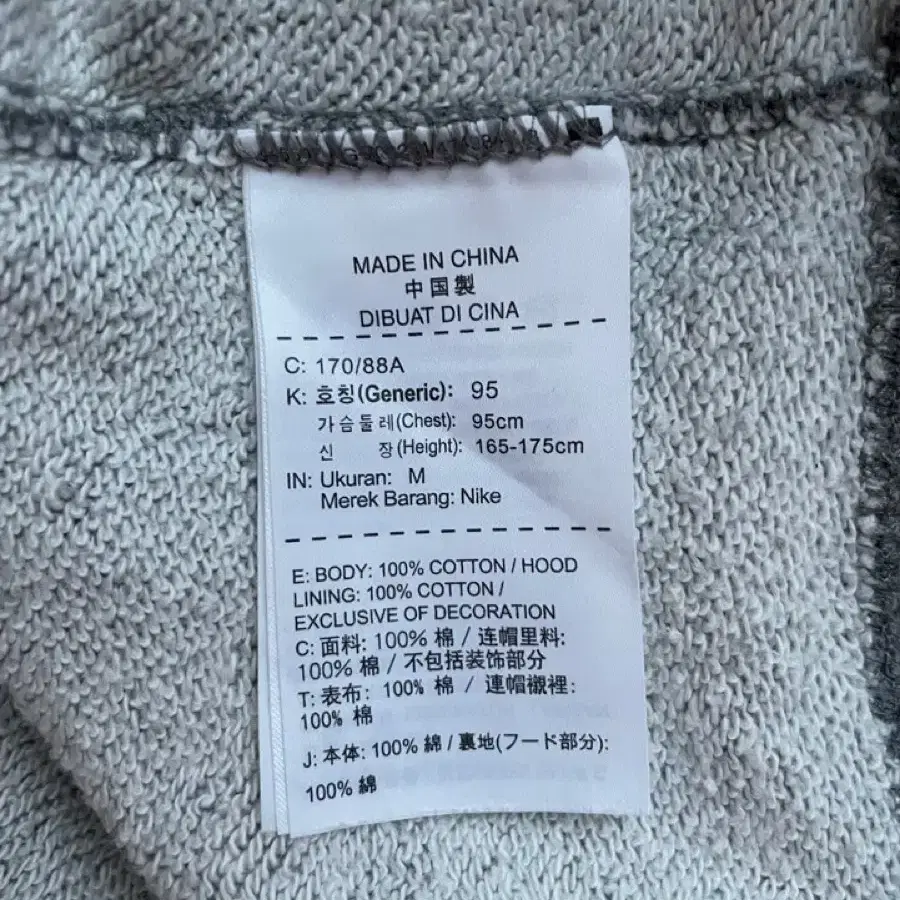 MADE IN CHINA
中国製
DIBUAT DI CINA
C: 170/88A
K: 호칭(Generic): 95
가슴둘레(Chest): 95cm
신 장(Height): 165-175cm
IN: Ukuran: M
Merek Barang: Nike
E: BODY: 100% COTTON / HOOD
LINING: 100% COTTON /
EXCLUSIVE OF DECORATION
C: 面料: 100% 棉 / 连帽里料:
100% 棉 / 不包括装饰部分
T: 表布: 100% 棉 / 連帽襯裡:
100% 棉
J: 本体: 100% 綿 / 裏地(フード部分):
100% 綿